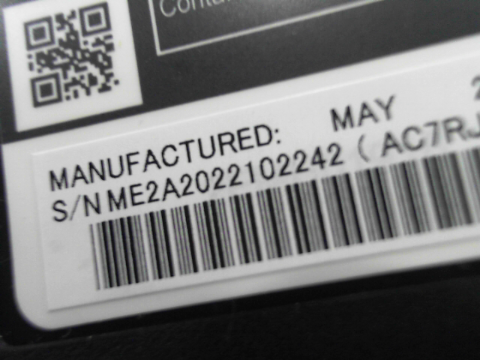 MANUFACTURED: MAY
S/N ME2A2022102242 ( AC7RJ